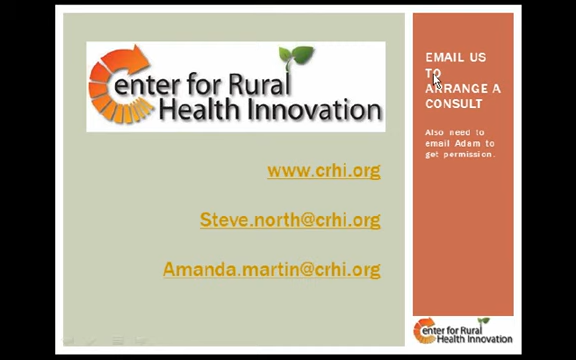 Center for Rural
Health Innovation
www.crhi.org
Steve.north@crhi.org
Amanda.martin@crhi.org
EMAIL US
TO
ARRANGE A
CONSULT
Also need to
email Adam to
get permission.
Center for Rural
Health Innovation